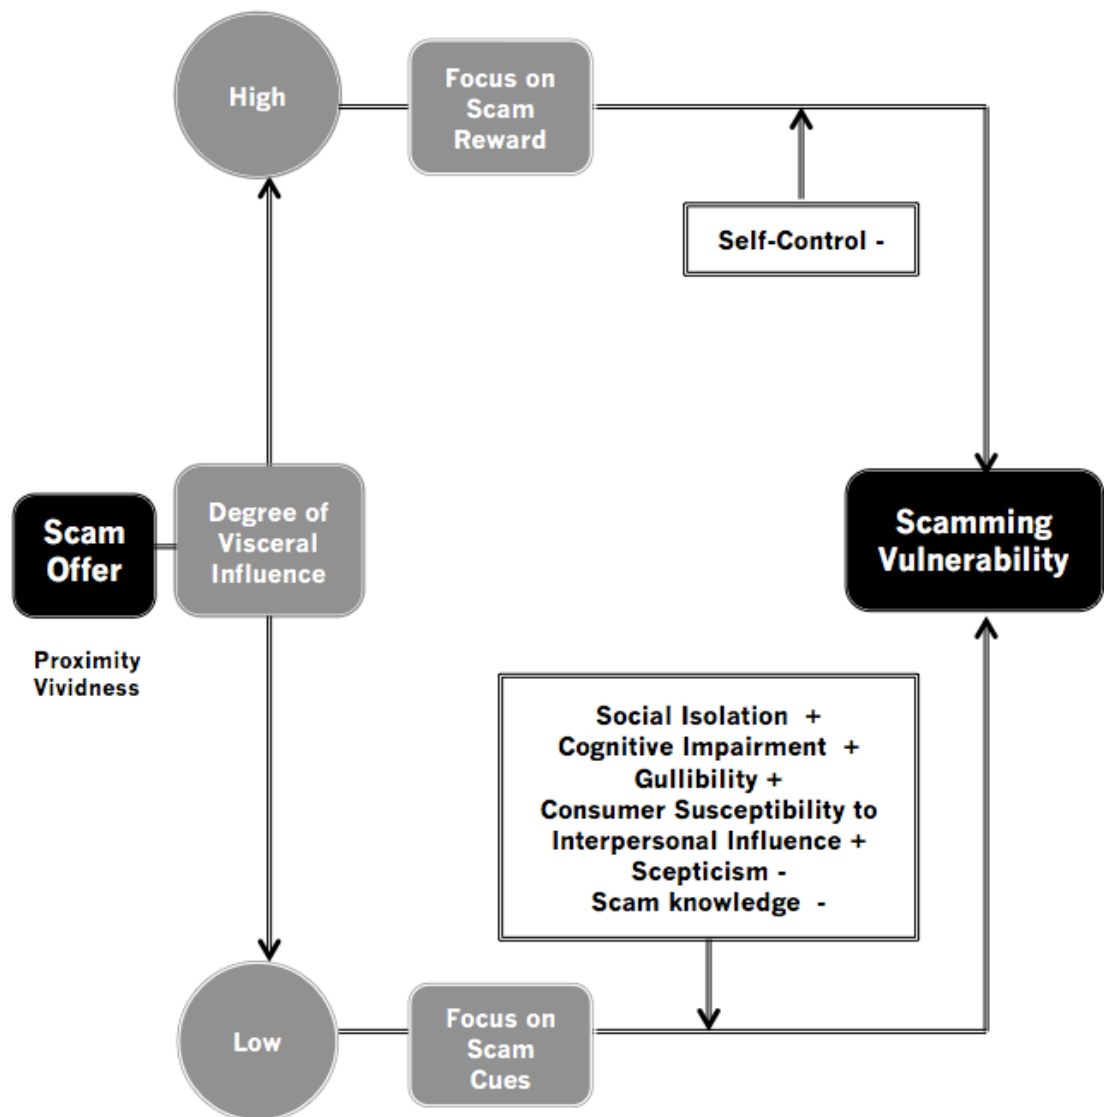 High
Focus on
Scam
Reward
Self-Control -
Scam
Offer
Degree of
Visceral
Influence
Scamming
Vulnerability
Proximity
Vividness
Social Isolation +
Cognitive Impairment +
Gullibility +
Consumer Susceptibility to
Interpersonal Influence +
Scepticism -
Scam knowledge -
Low
Focus on
Scam
Cues